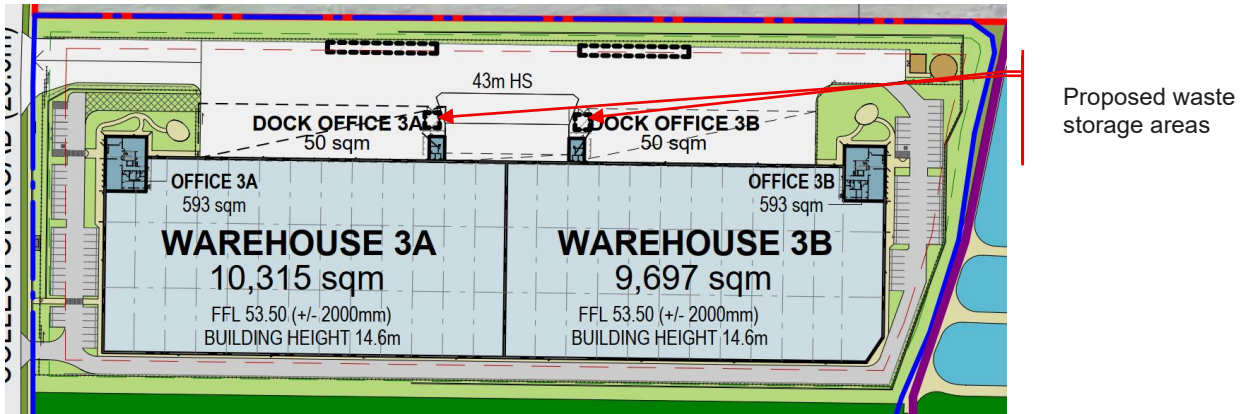 43m HS
Proposed waste
storage areas
DOCK OFFICE 3A
50 sqm
DOCK OFFICE 3B
50 sqm
OFFICE 3A
593 sqm
OFFICE 3B
593 sqm
WAREHOUSE 3A
10,315 sqm
FFL 53.50 (+/- 2000mm)
BUILDING HEIGHT 14.6m
WAREHOUSE 3B
9,697 sqm
FFL 53.50 (+/- 2000mm)
BUILDING HEIGHT 14.6m